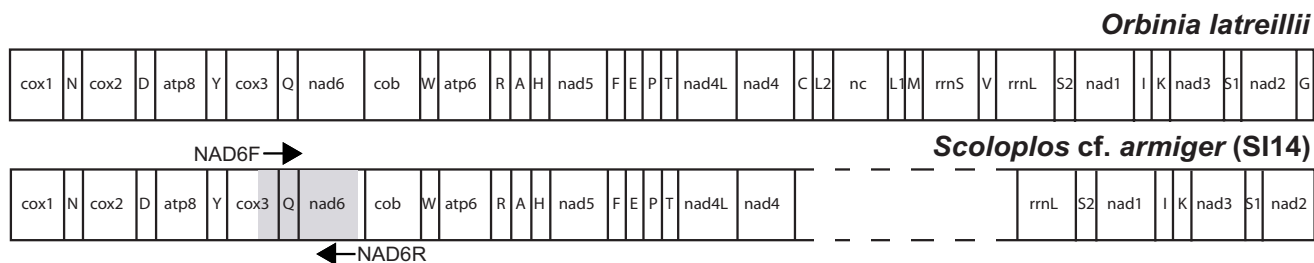 Orbinia latreillii
cox1 N cox2 D atp8 Y cox3 Q nad6 cob W atp6 R A H nad5 F E P T nad4L nad4 C L2 nc L1 M rrnS V rrnL S2 nad1 I K nad3 S1 nad2 G
NAD6F
Scoloplos cf. armiger (SI14)
cox1 N cox2 D atp8 Y cox3 Q nad6 cob W atp6 R A H nad5 F E P T nad4L nad4 rrnL S2 nad1 I K nad3 S1 nad2
NAD6R